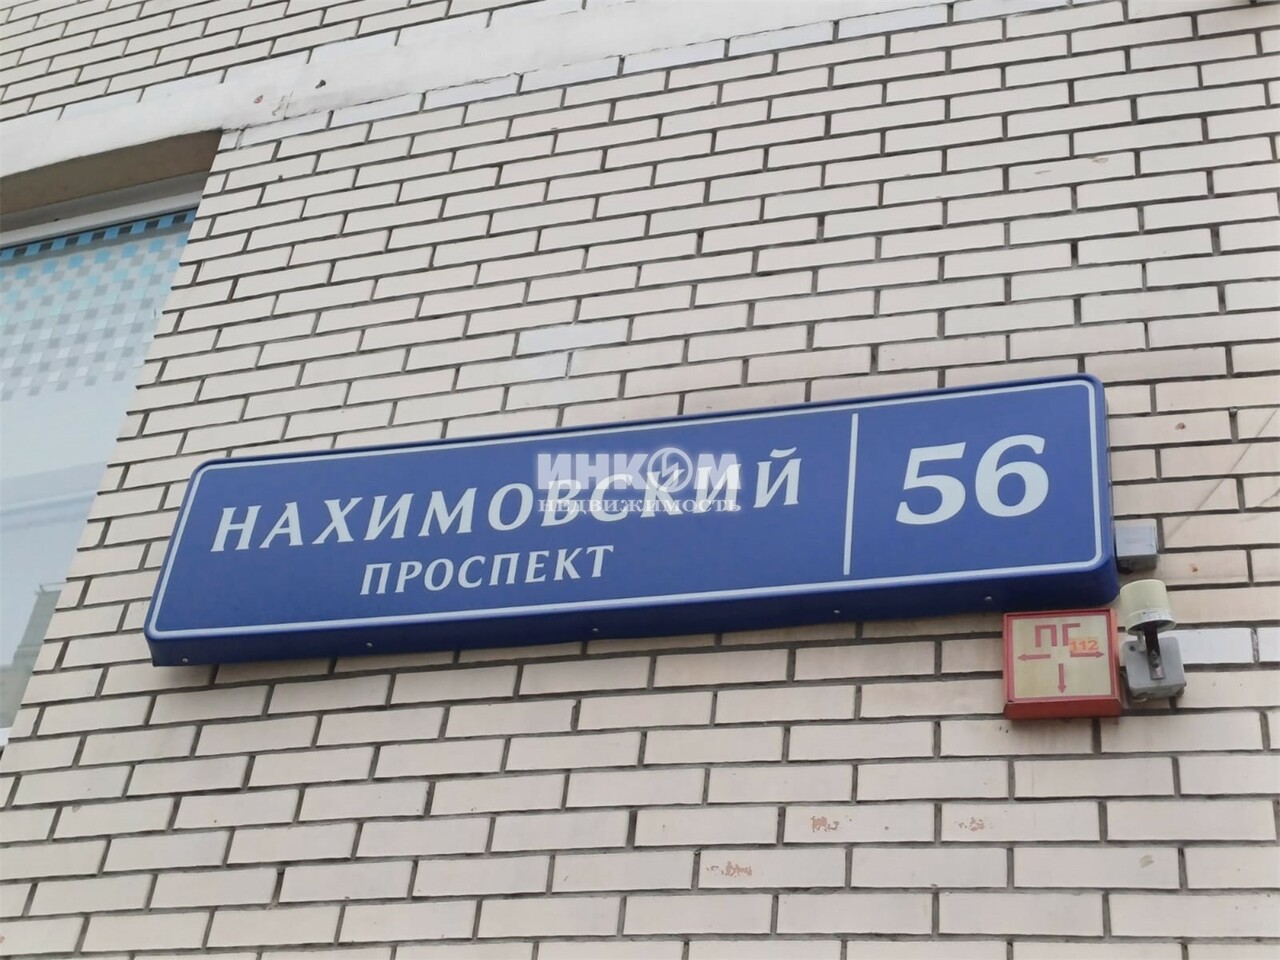 НАХИМОВСКИЙ
ПРОСПЕКТ
56
ИНКОМ
НЕДВИЖИМОСТЬ
ПГ
112